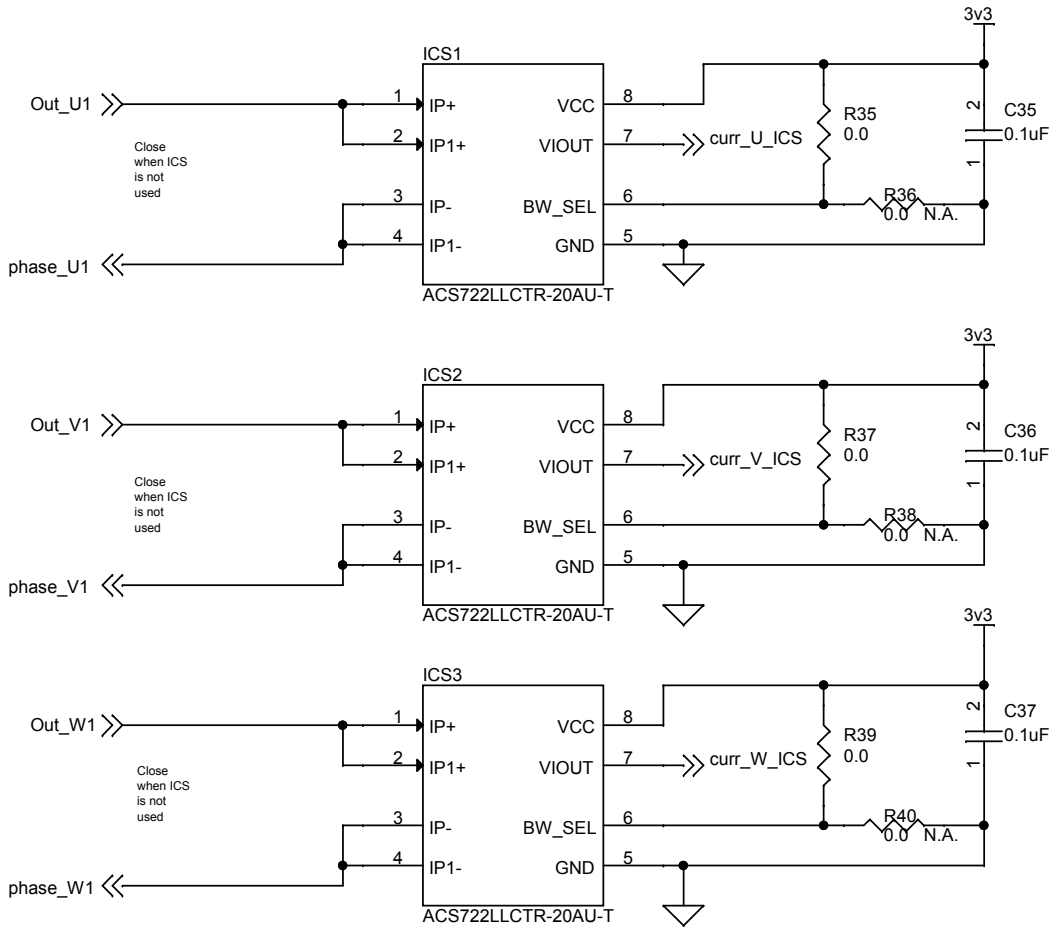 3v3
ICS1
Out_U1
1 IP+ VCC 8
R35
0.0
2
C35
0.1uF
1
2 IP1+ VIOUT 7 curr_U_ICS
Close
when ICS
is not
used
3 IP- BW_SEL 6
R36
0.0 N.A.
4 IP1- GND 5
phase_U1
ACS722LLCTR-20AU-T
3v3
ICS2
Out_V1
1 IP+ VCC 8
R37
0.0
2
C36
0.1uF
1
2 IP1+ VIOUT 7 curr_V_ICS
Close
when ICS
is not
used
3 IP- BW_SEL 6
R38
0.0 N.A.
4 IP1- GND 5
phase_V1
ACS722LLCTR-20AU-T
3v3
ICS3
Out_W1
1 IP+ VCC 8
R39
0.0
2
C37
0.1uF
1
2 IP1+ VIOUT 7 curr_W_ICS
Close
when ICS
is not
used
3 IP- BW_SEL 6
R40
0.0 N.A.
4 IP1- GND 5
phase_W1
ACS722LLCTR-20AU-T